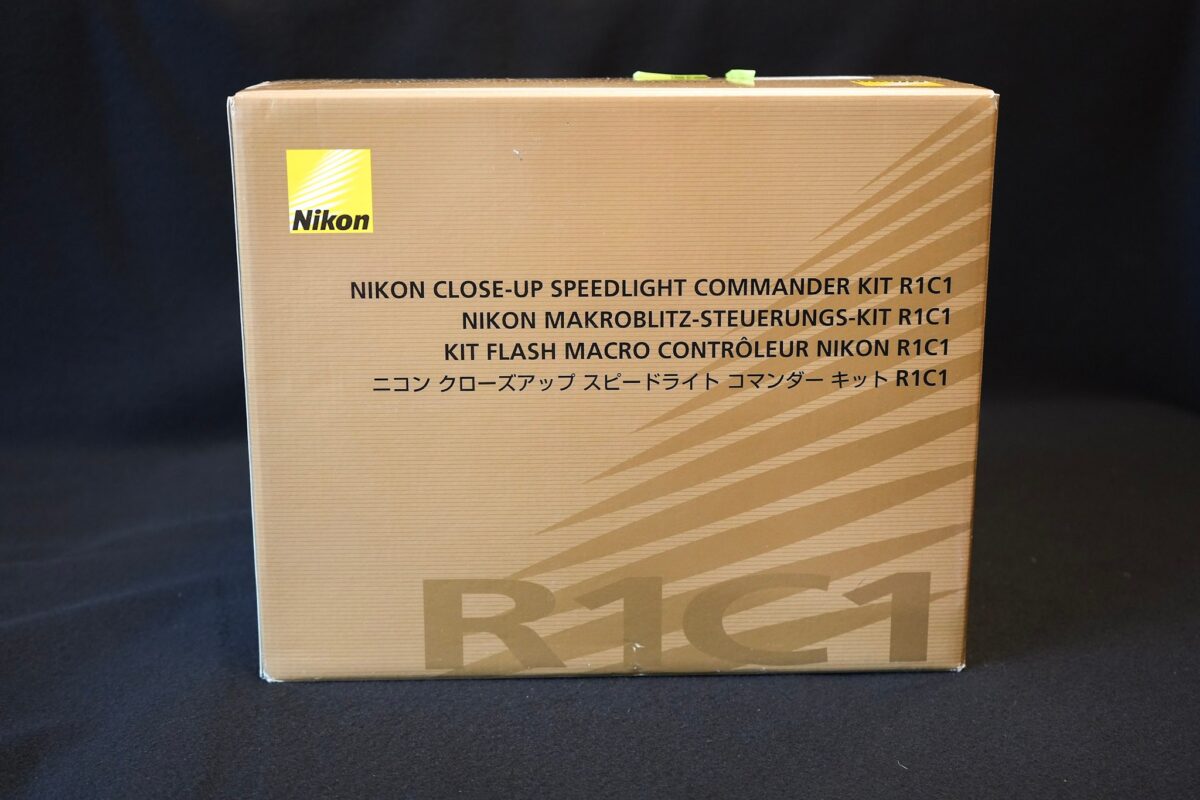 Nikon
NIKON CLOSE-UP SPEEDLIGHT COMMANDER KIT R1C1
NIKON MAKROBLITZ-STEUERUNGS-KIT R1C1
KIT FLASH MACRO CONTRÔLEUR NIKON R1C1
ニコン クローズアップ スピードライト コマンダー キット R1C1
R1C1